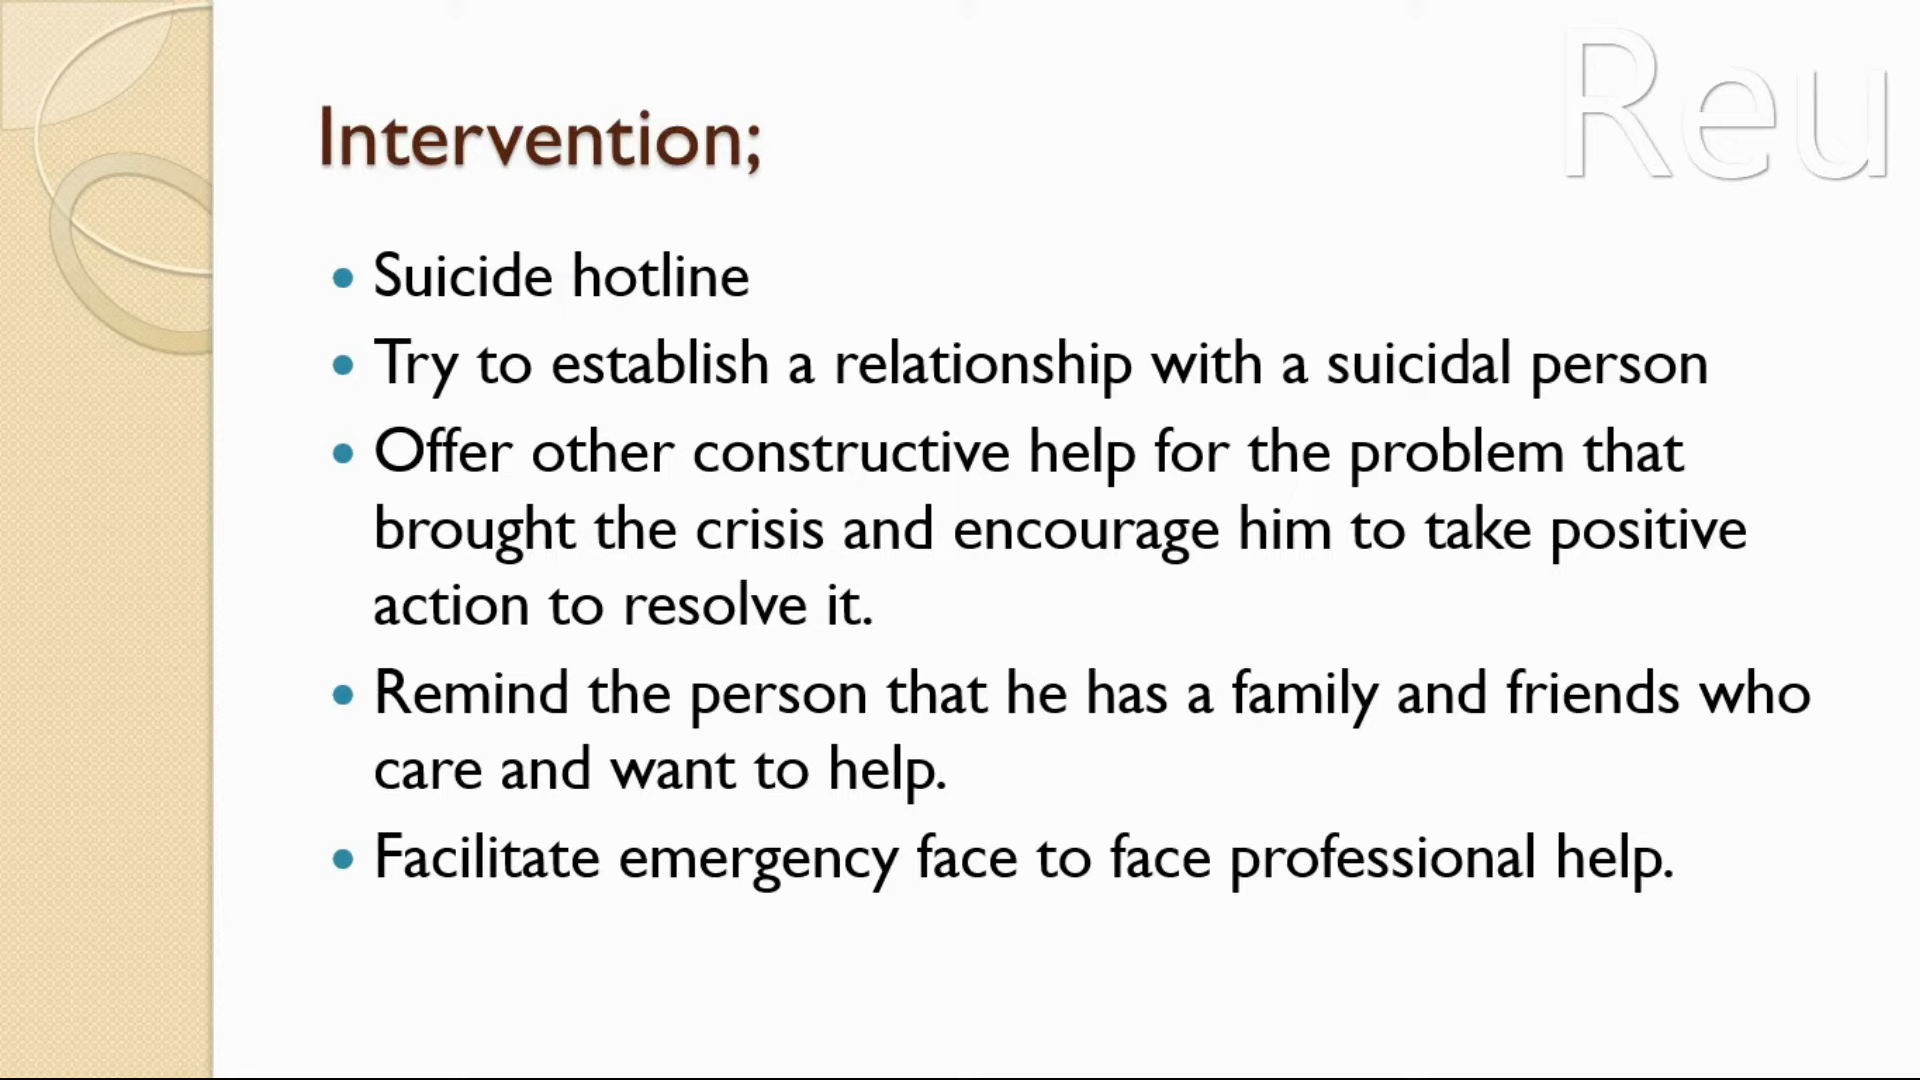 Reu
Intervention;
• Suicide hotline
• Try to establish a relationship with a suicidal person
• Offer other constructive help for the problem that
brought the crisis and encourage him to take positive
action to resolve it.
• Remind the person that he has a family and friends who
care and want to help.
• Facilitate emergency face to face professional help.